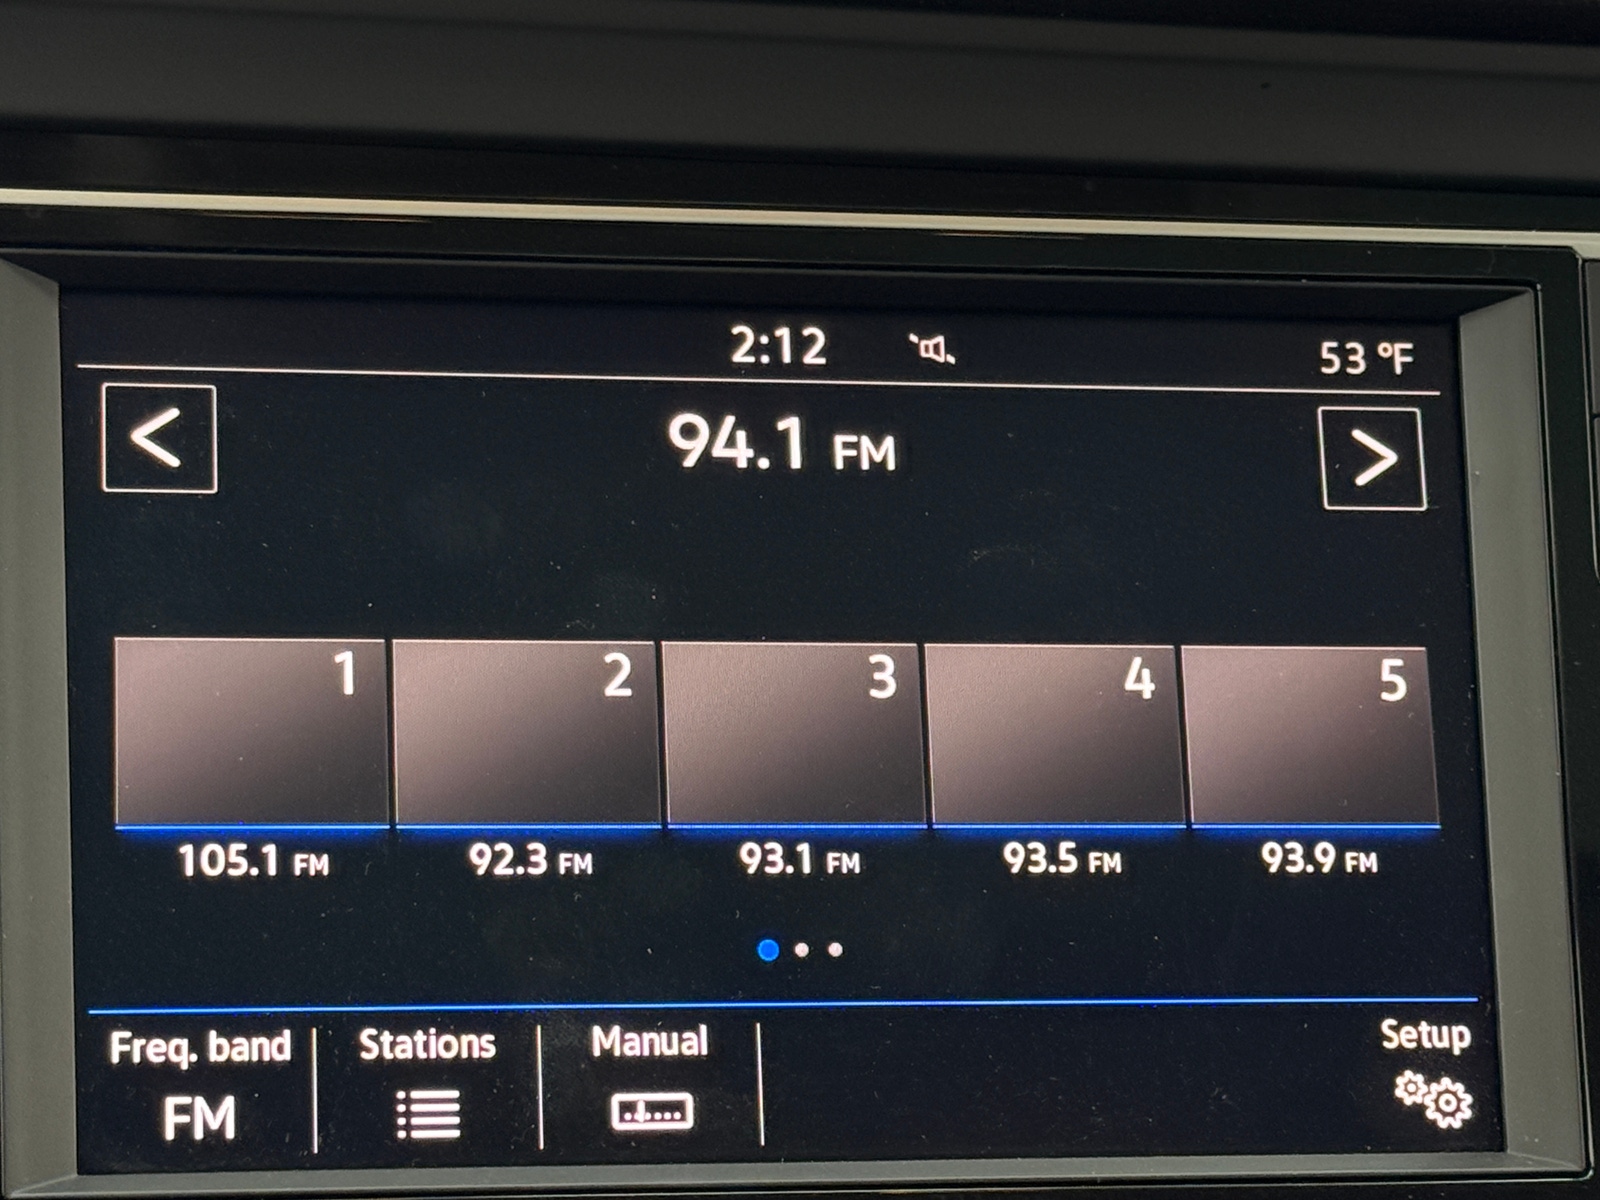 2:12 53 °F
< 94.1 FM >
1 2 3 4 5
105.1 FM 92.3 FM 93.1 FM 93.5 FM 93.9 FM
Freq. band Stations Manual Setup
FM